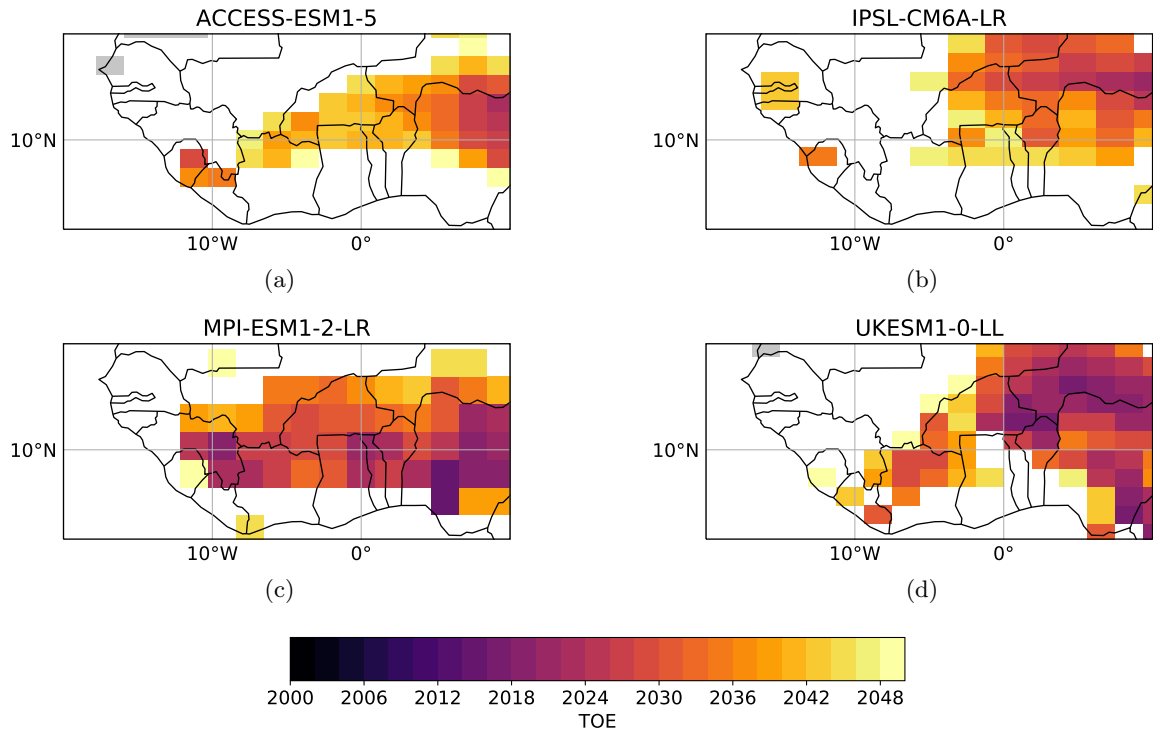 ACCESS-ESM1-5
IPSL-CM6A-LR
10°N
10°N
10°W
0°
10°W
0°
(a)
(b)
MPI-ESM1-2-LR
UKESM1-0-LL
10°N
10°N
10°W
0°
10°W
0°
(c)
(d)
2000 2006 2012 2018 2024 2030 2036 2042 2048
TOE